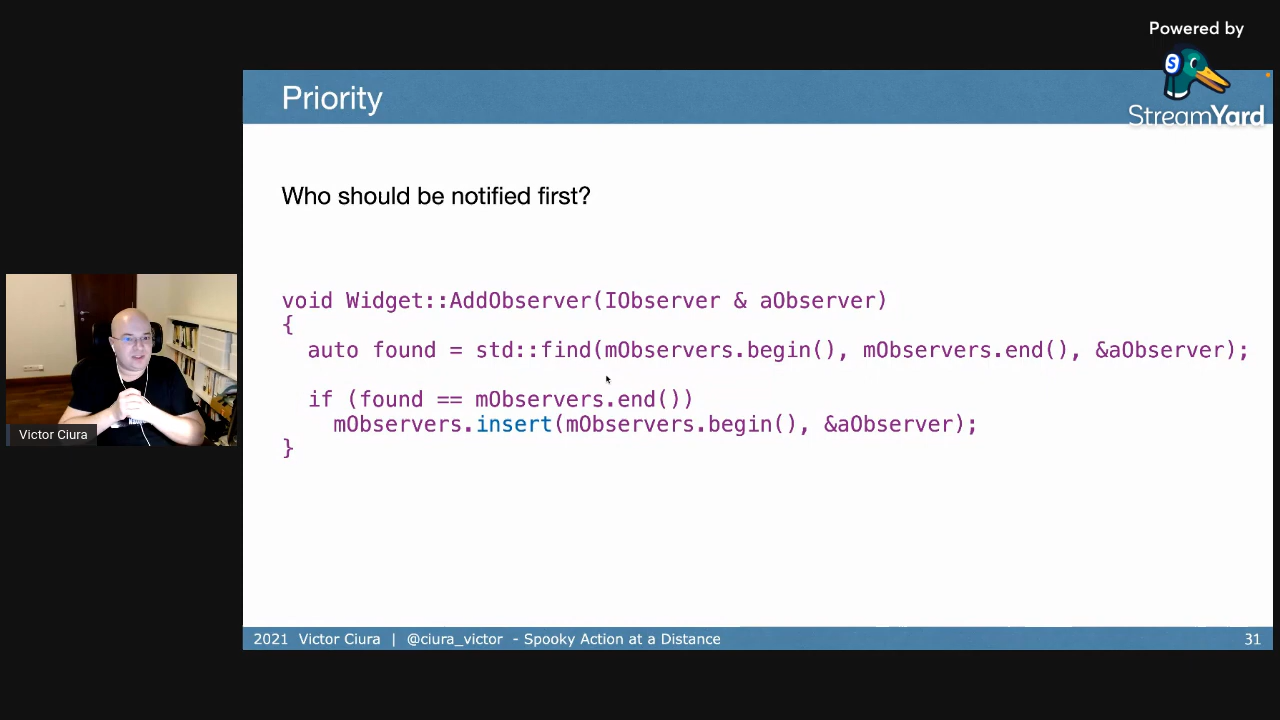 Powered by
S
StreamYard
Priority
Who should be notified first?
void Widget::AddObserver(IObserver & aObserver)
{
auto found = std::find(mObservers.begin(), mObservers.end(), &aObserver);
if (found == mObservers.end())
mObservers.insert(mObservers.begin(), &aObserver);
}
Victor Ciura
2021 Victor Ciura | @ciura_victor - Spooky Action at a Distance
31